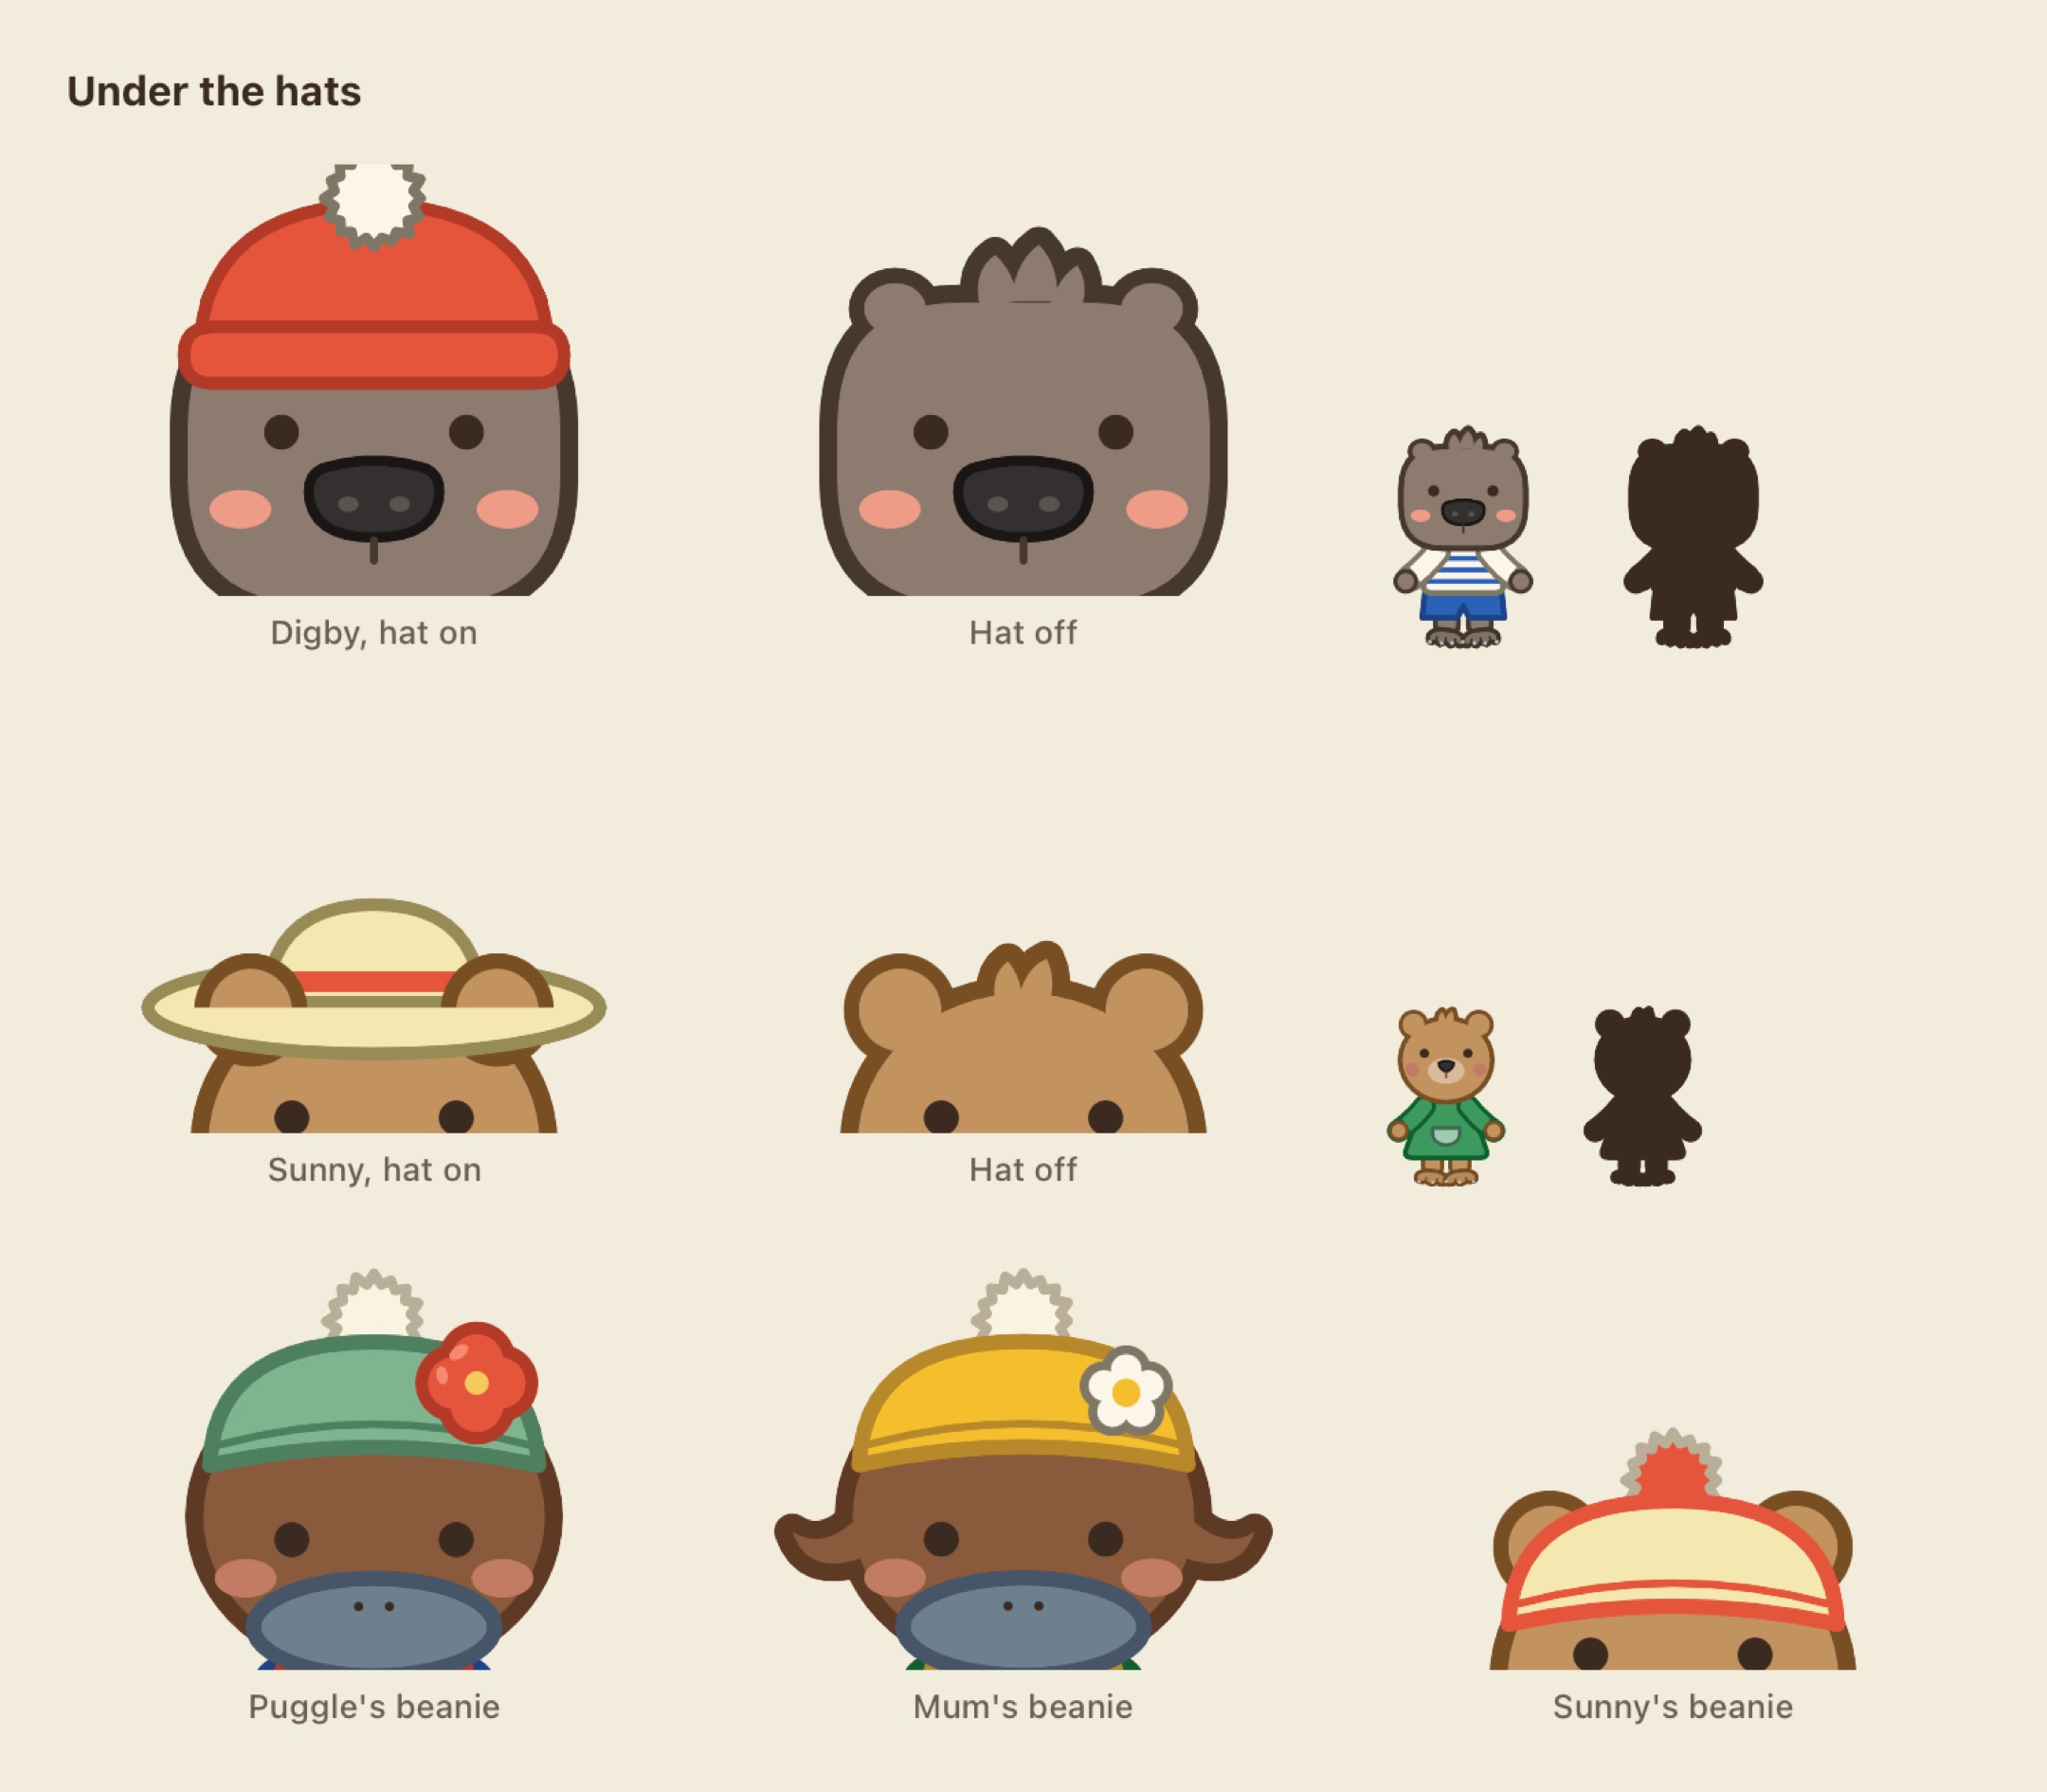 Under the hats
Digby, hat on
Hat off
Sunny, hat on
Hat off
Puggle's beanie
Mum's beanie
Sunny's beanie